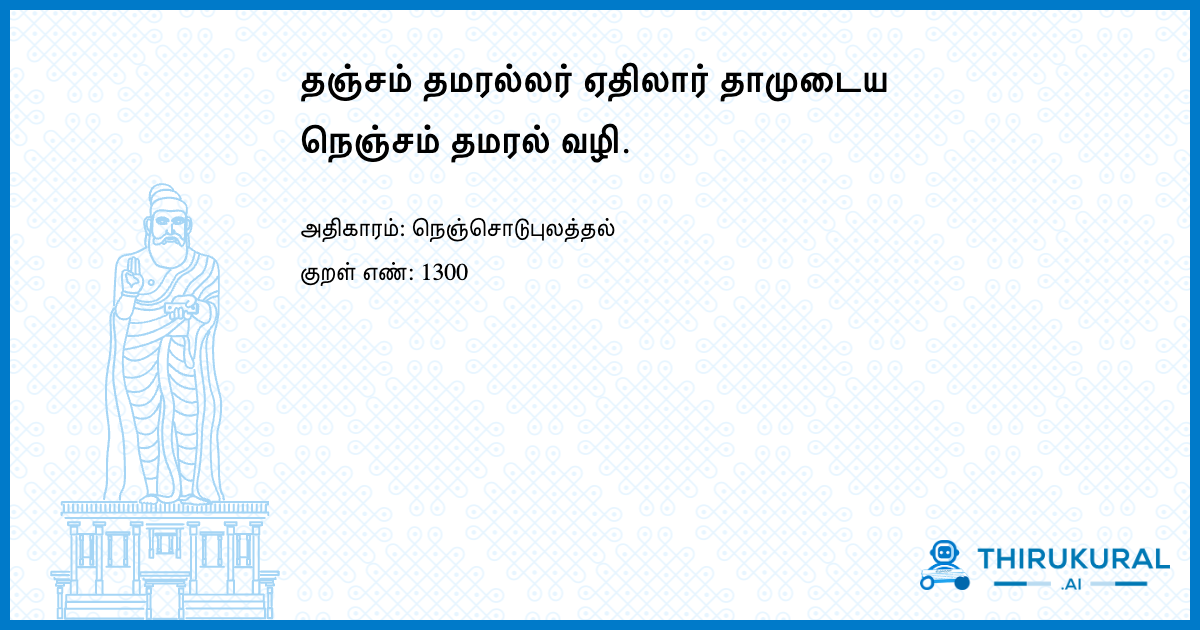 தஞ்சம் தமரல்லர் ஏதிலார் தாமுடைய
நெஞ்சம் தமரல் வழி.
அதிகாரம்: நெஞ்சொடுபுலத்தல்
குறள் எண்: 1300
THIRUKURAL
.AI